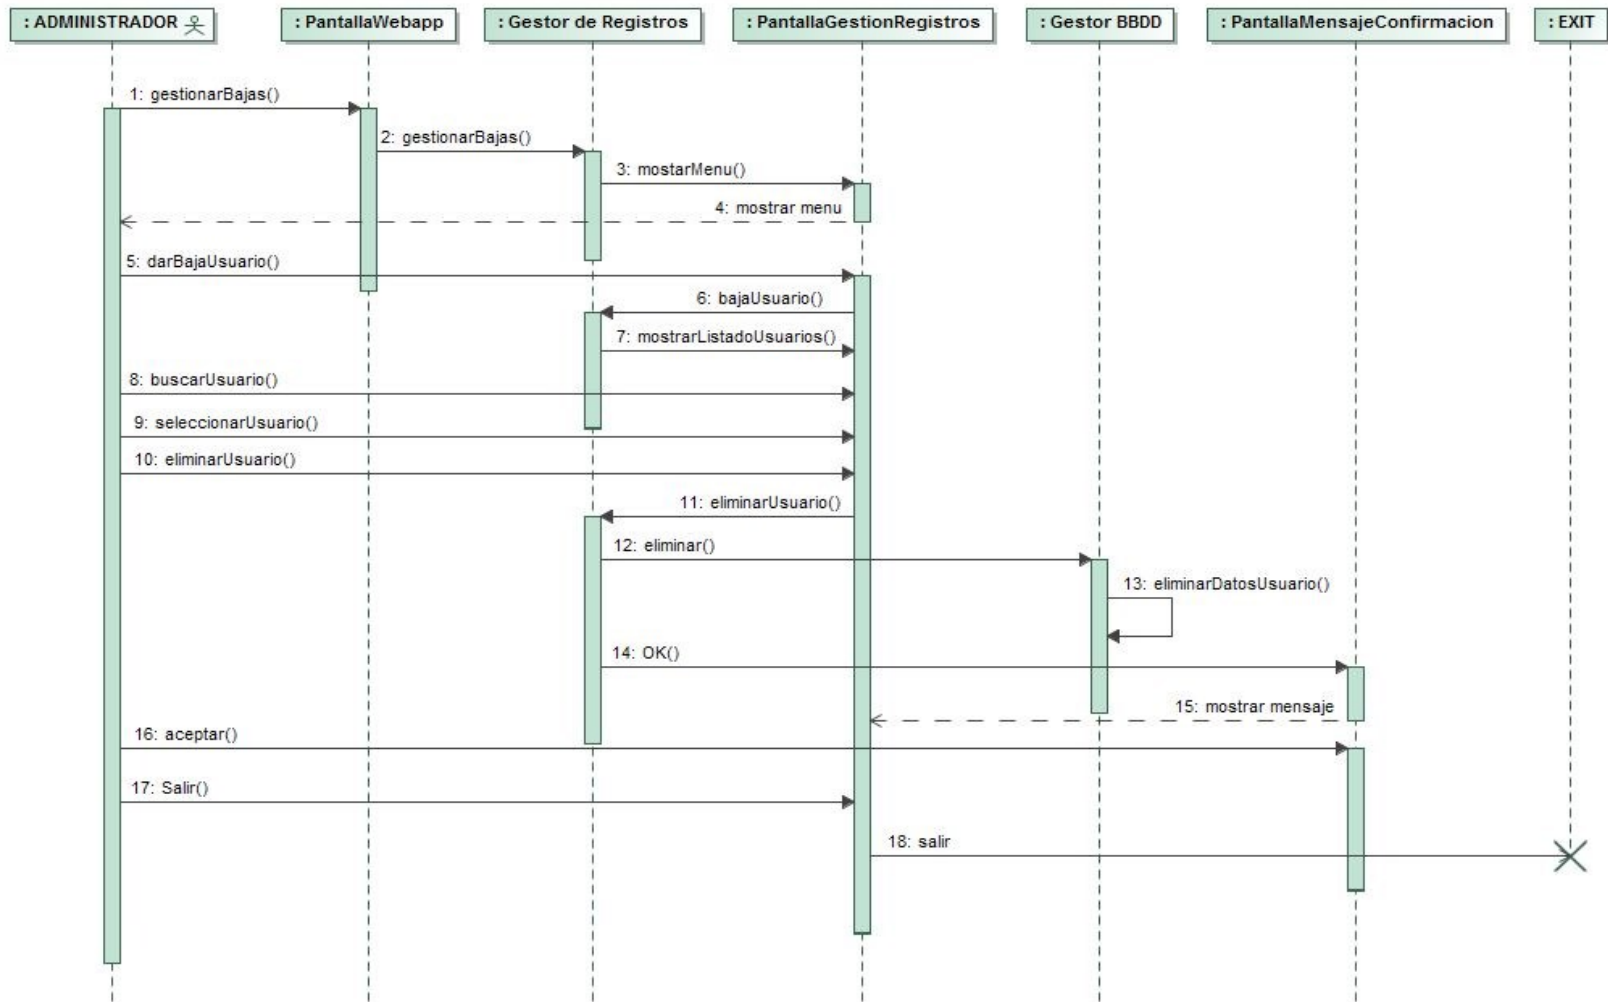 : ADMINISTRADOR
: PantallaWebapp
: Gestor de Registros
: PantallaGestionRegistros
: Gestor BBDD
: PantallaMensajeConfirmacion
: EXIT
1: gestionarBajas()
2: gestionarBajas()
3: mostarMenu()
4: mostrar menu
5: darBajaUsuario()
6: bajaUsuario()
7: mostrarListadoUsuarios()
8: buscarUsuario()
9: seleccionarUsuario()
10: eliminarUsuario()
11: eliminarUsuario()
12: eliminar()
13: eliminarDatosUsuario()
14: OK()
15: mostrar mensaje
16: aceptar()
17: Salir()
18: salir